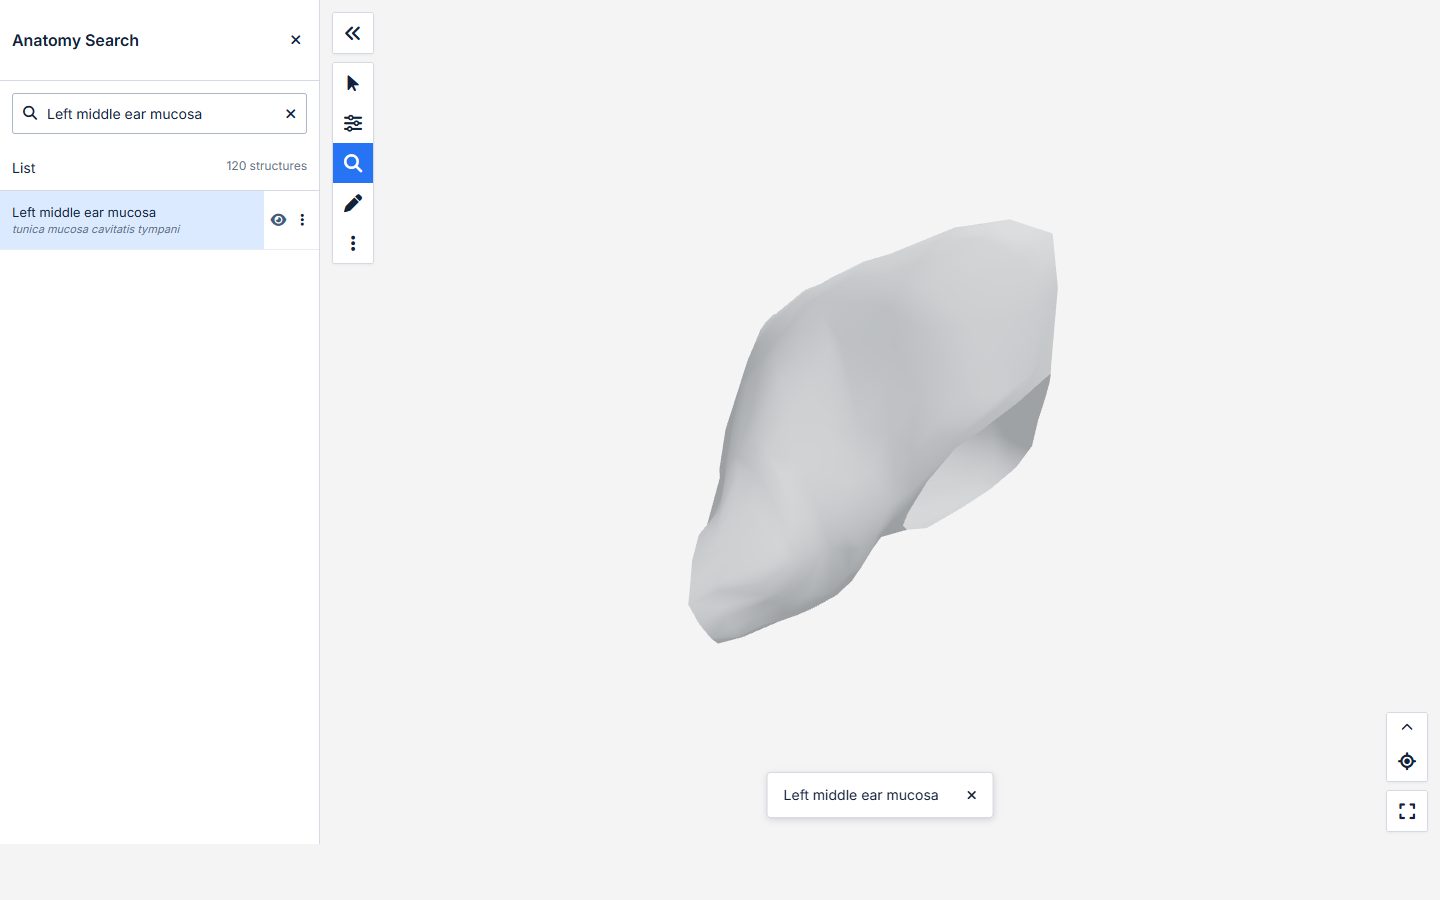 Anatomy Search
Left middle ear mucosa
List
120 structures
Left middle ear mucosa
tunica mucosa cavitatis tympani
Left middle ear mucosa